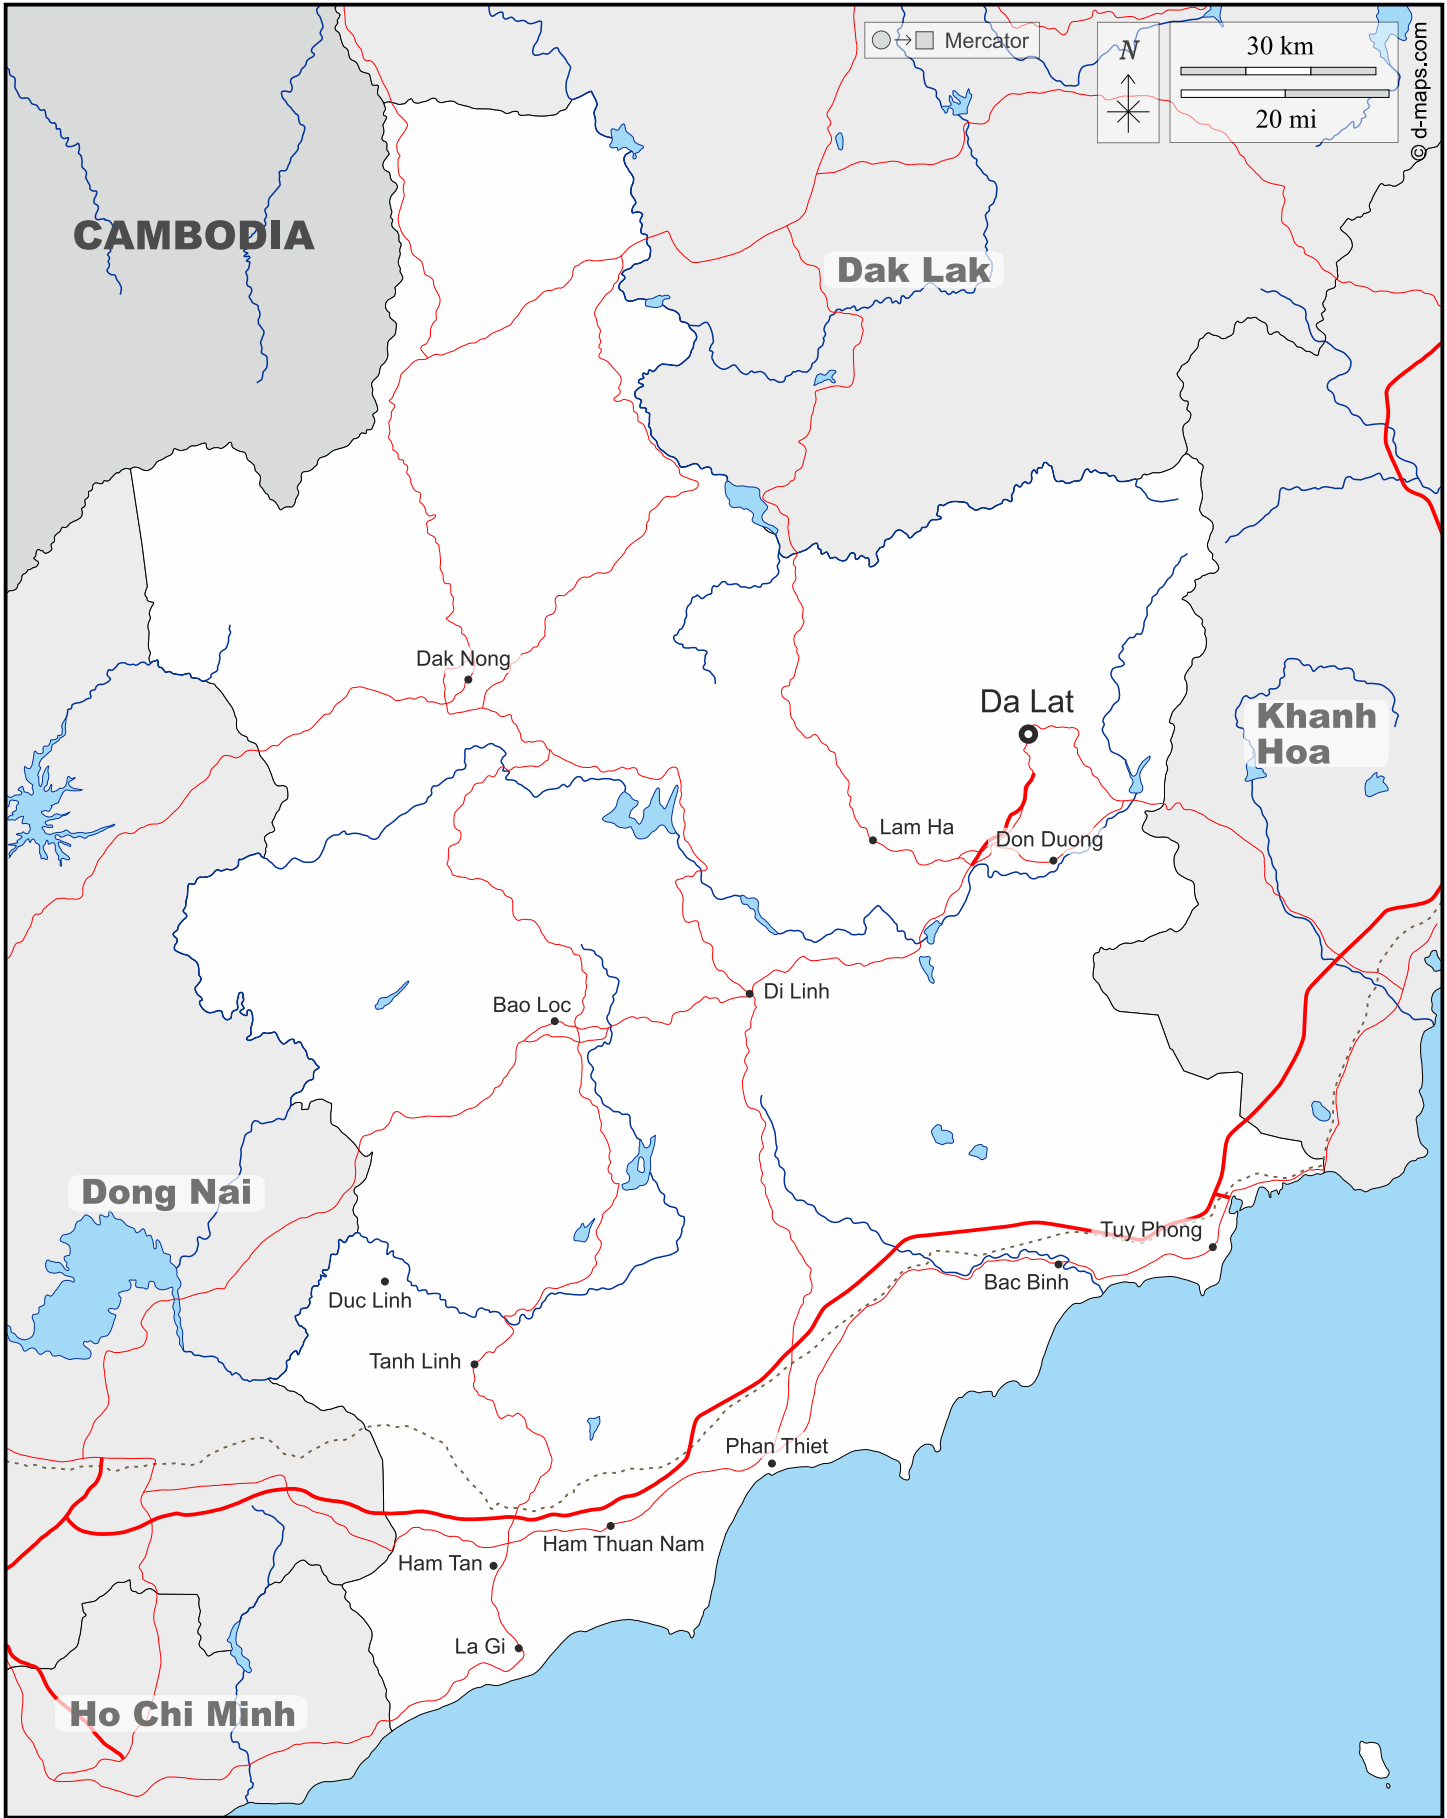 Mercator
N
30 km
20 mi
© d-maps.com
CAMBODIA
Dak Lak
Dak Nong
Da Lat
Khanh
Hoa
Lam Ha
Don Duong
Di Linh
Bao Loc
Dong Nai
Tuy Phong
Bac Binh
Duc Linh
Tanh Linh
Phan Thiet
Ham Thuan Nam
Ham Tan
La Gi
Ho Chi Minh